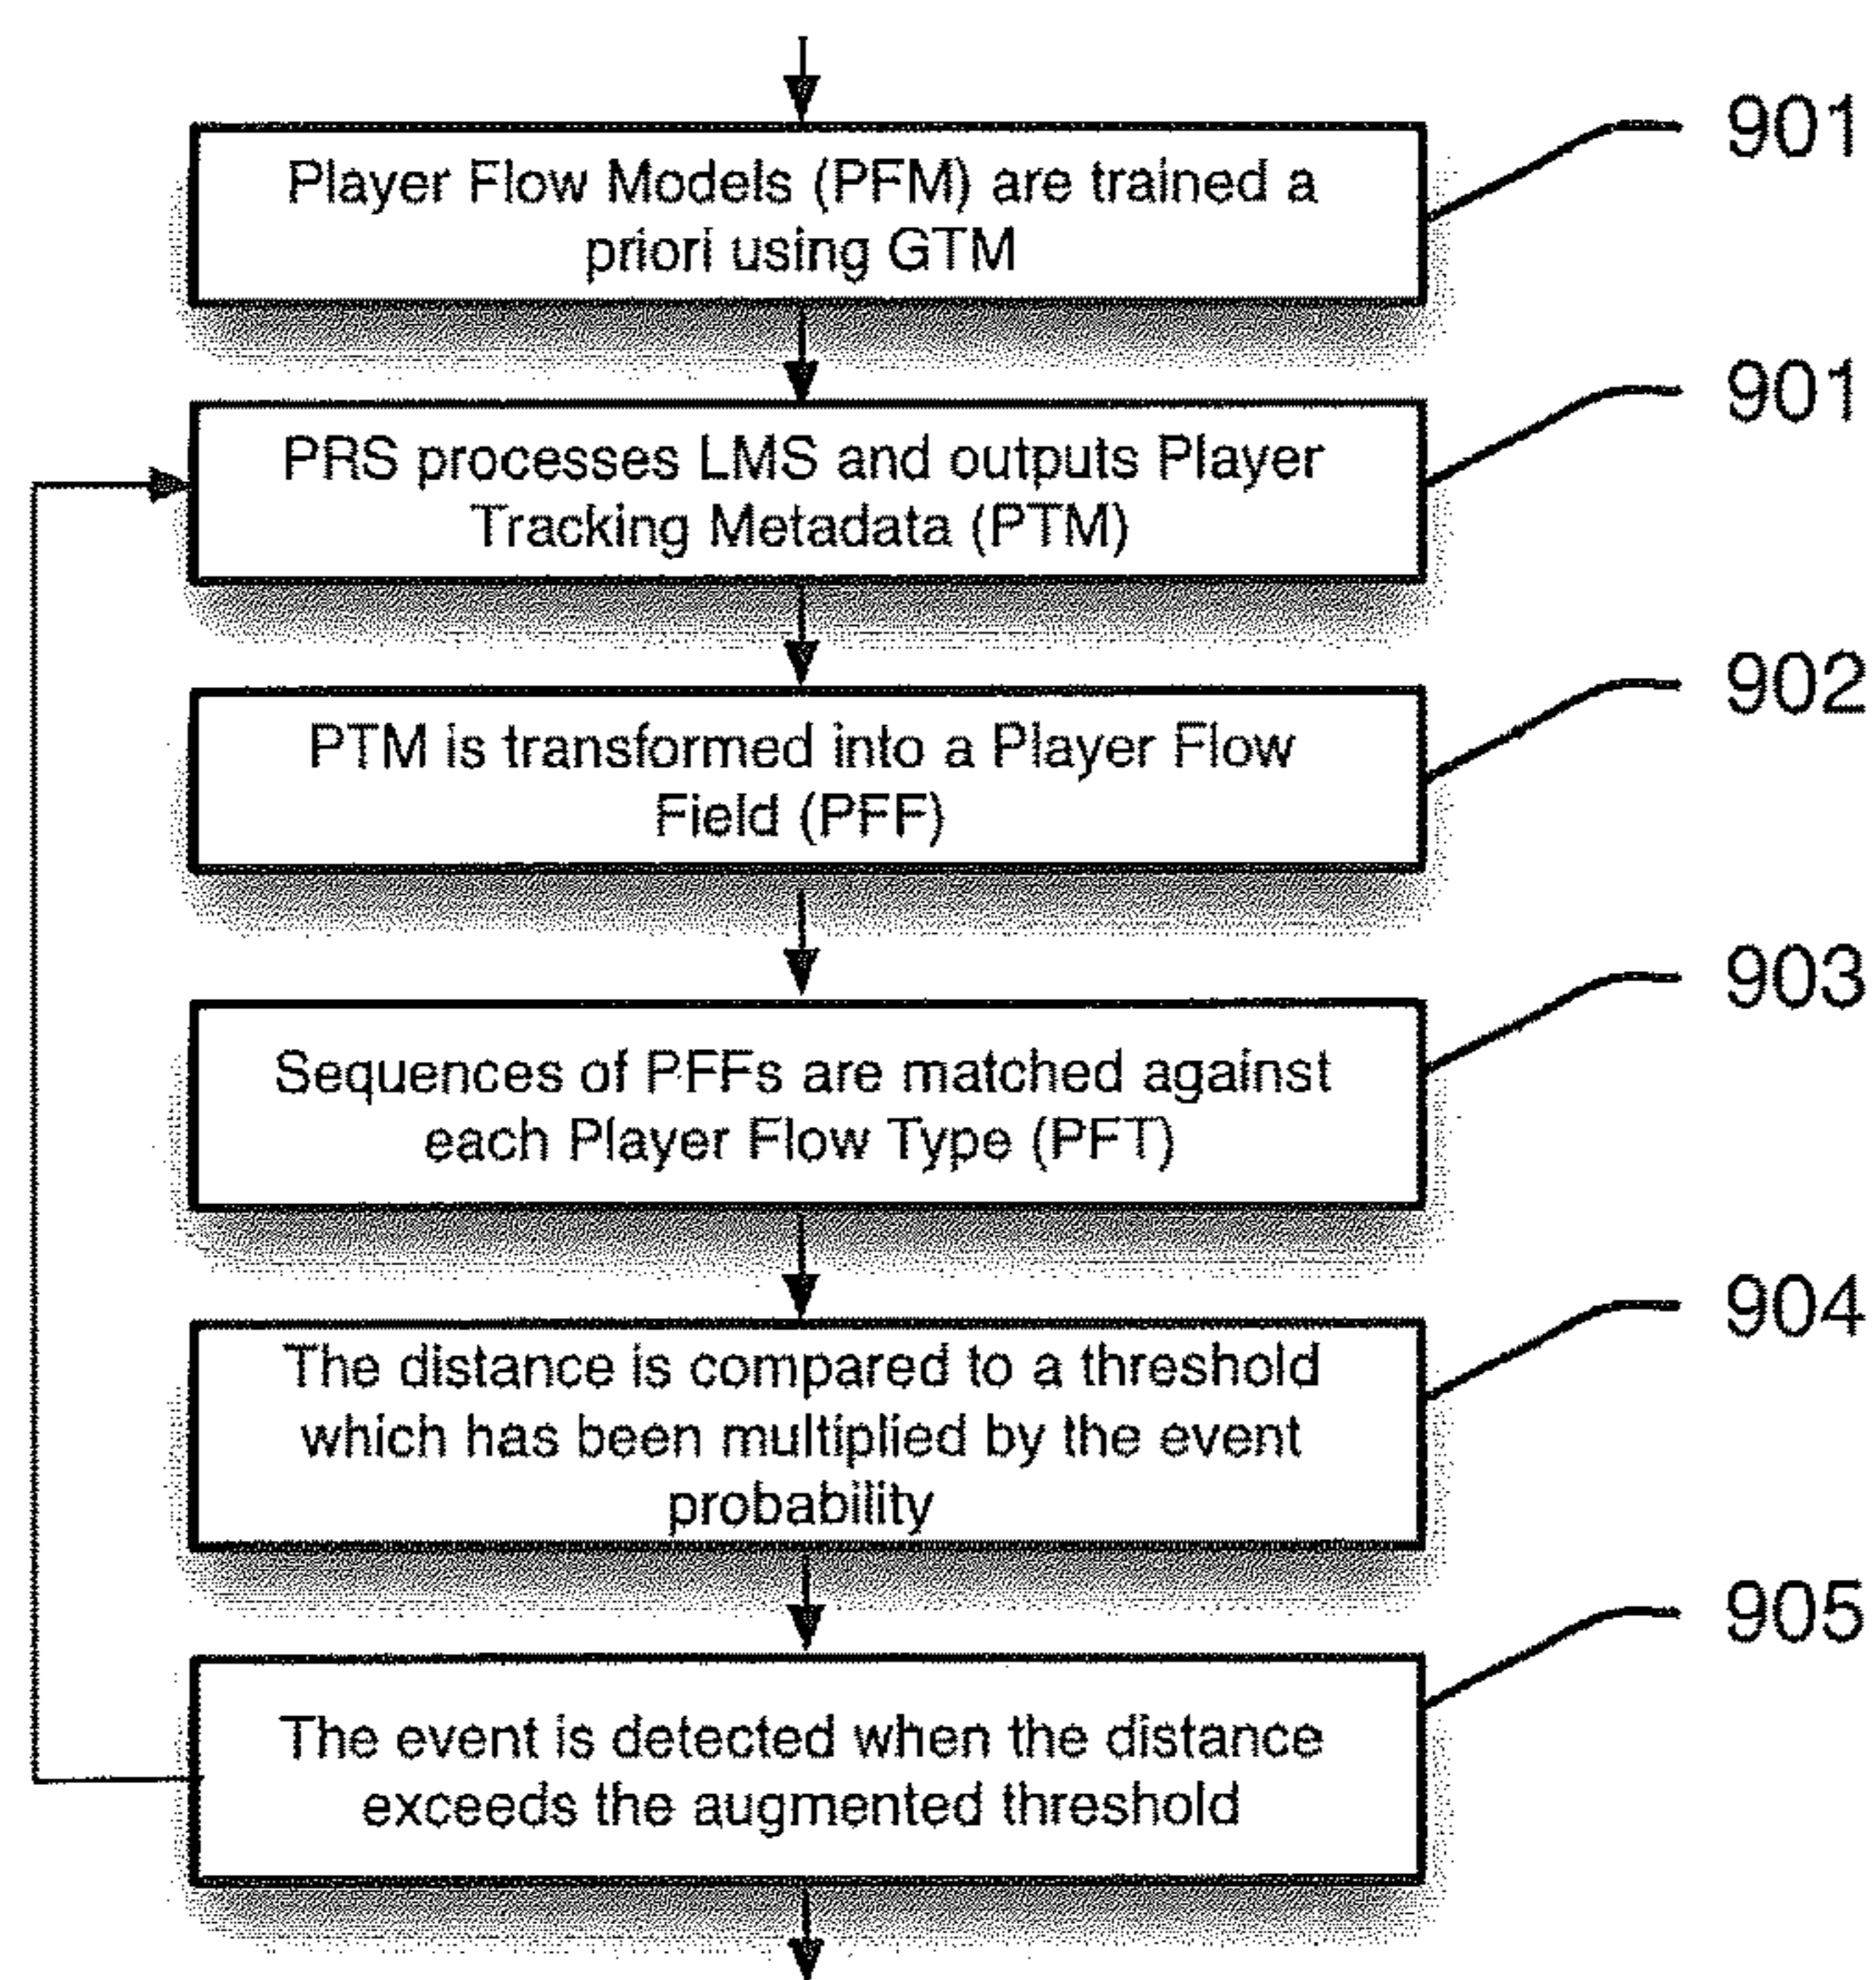 Player Flow Models (PFM) are trained a
priori using GTM
901
PRS processes LMS and outputs Player
Tracking Metadata (PTM)
901
PTM is transformed into a Player Flow
Field (PFF)
902
Sequences of PFFs are matched against
each Player Flow Type (PFT)
903
The distance is compared to a threshold
which has been multiplied by the event
probability
904
The event is detected when the distance
exceeds the augmented threshold
905